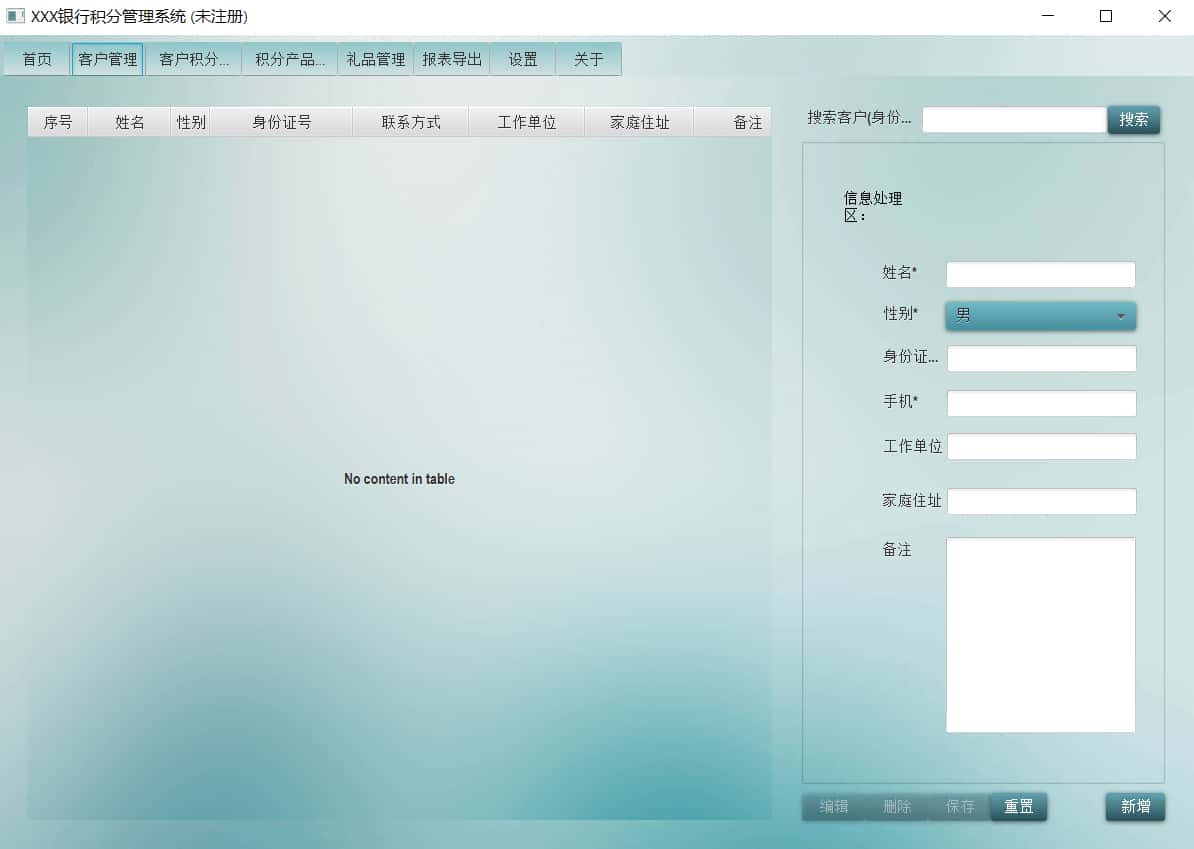 XXX银行积分管理系统 (未注册)
首页 客户管理 客户积分... 积分产品... 礼品管理 报表导出 设置 关于
序号 姓名 性别 身份证号 联系方式 工作单位 家庭住址 备注
搜索客户(身份... 搜索
信息处理
区：
姓名*
性别* 男
身份证...
手机*
工作单位
No content in table
家庭住址
备注
编辑 删除 保存 重置 新增